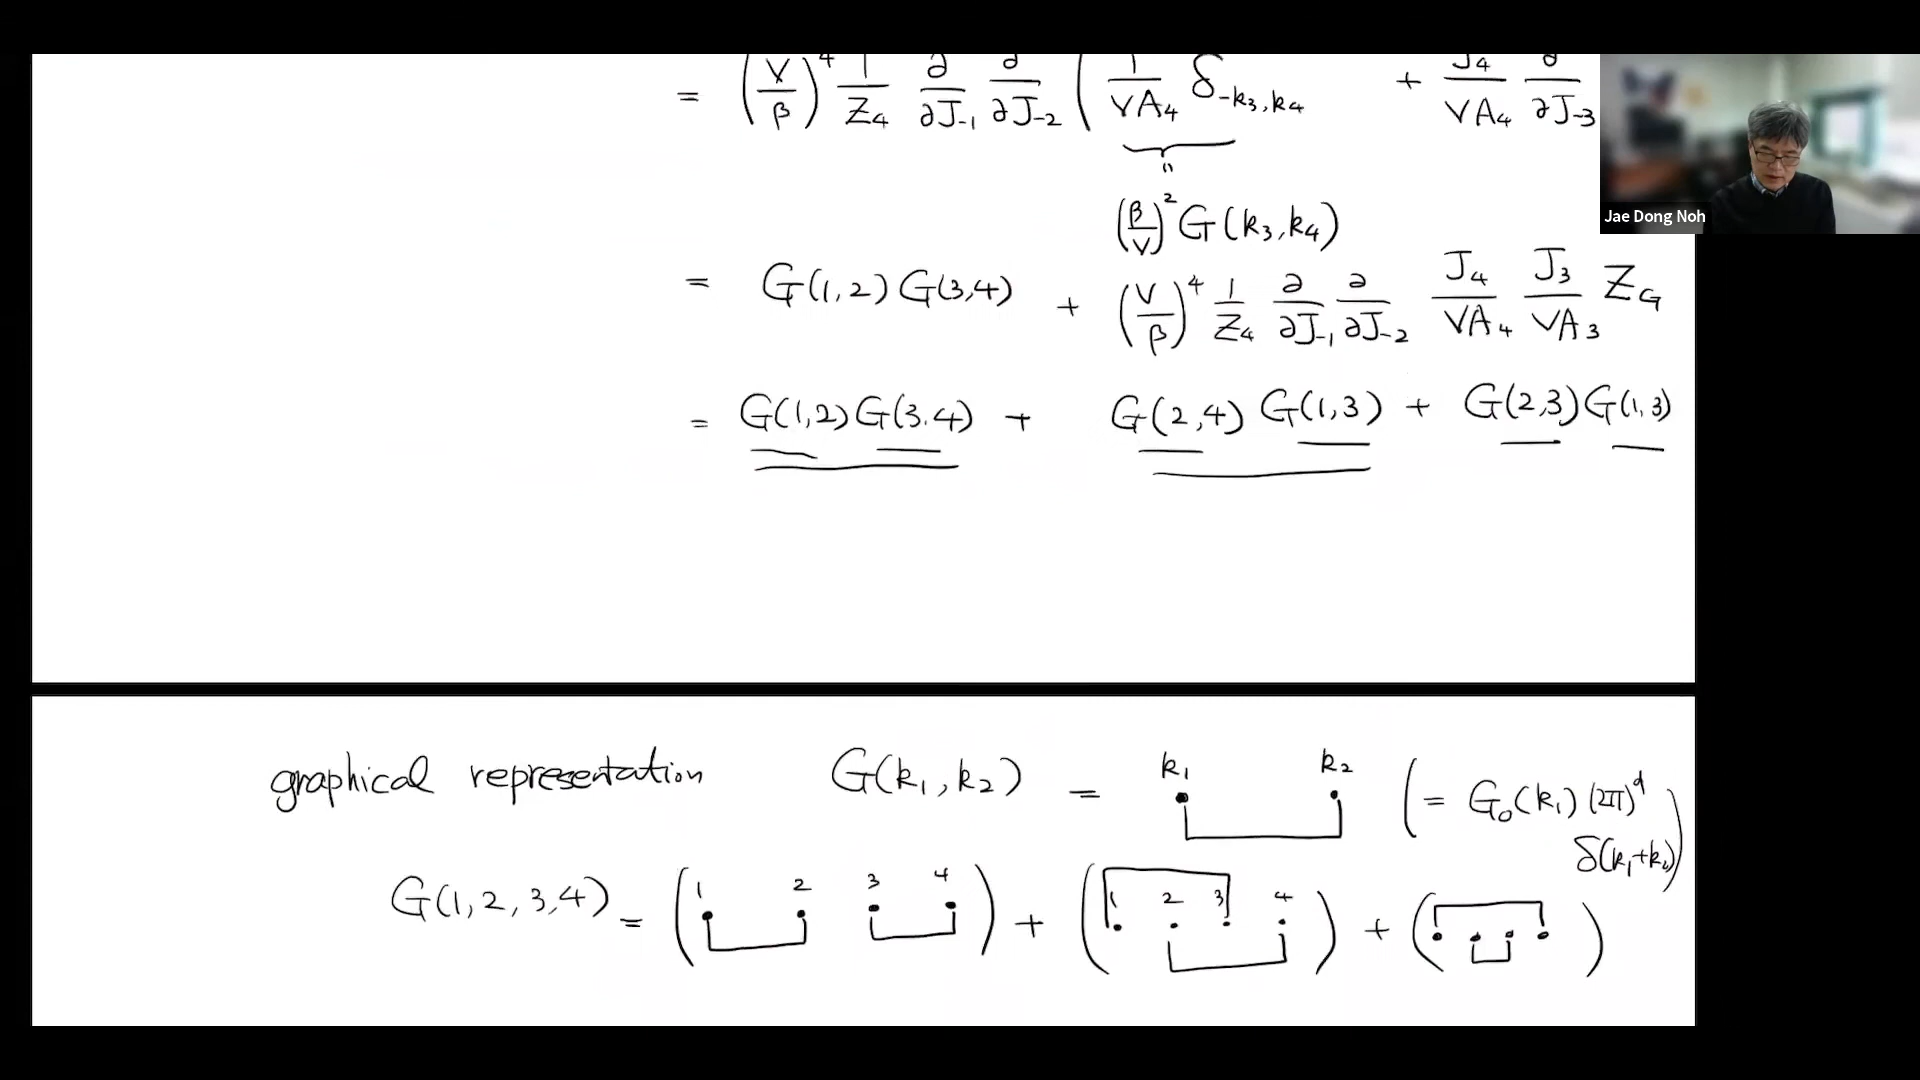 = (V/β)^4 1/Z_4 ∂/∂J_-1 ∂/∂J_-2 ( 1/VA_4 δ_-k3,k4 + J_4/VA_4 ∂/∂J_-3
Jae Dong Noh
"
(β/V)^2 G(k_3,k_4)
= G(1,2)G(3,4) + (V/β)^4 1/Z_4 ∂/∂J_-1 ∂/∂J_-2 J_4/VA_4 J_3/VA_3 Z_G
= G(1,2)G(3.4) + G(2,4)G(1,3) + G(2,3)G(1,3)
graphical representation G(k_1,k_2) = k_1 k_2 (= G_0(k_1)(2π)^d
δ(k_1+k_2))
G(1,2,3,4) = (1 2 3 4) + (1 2 3 4) + ( )